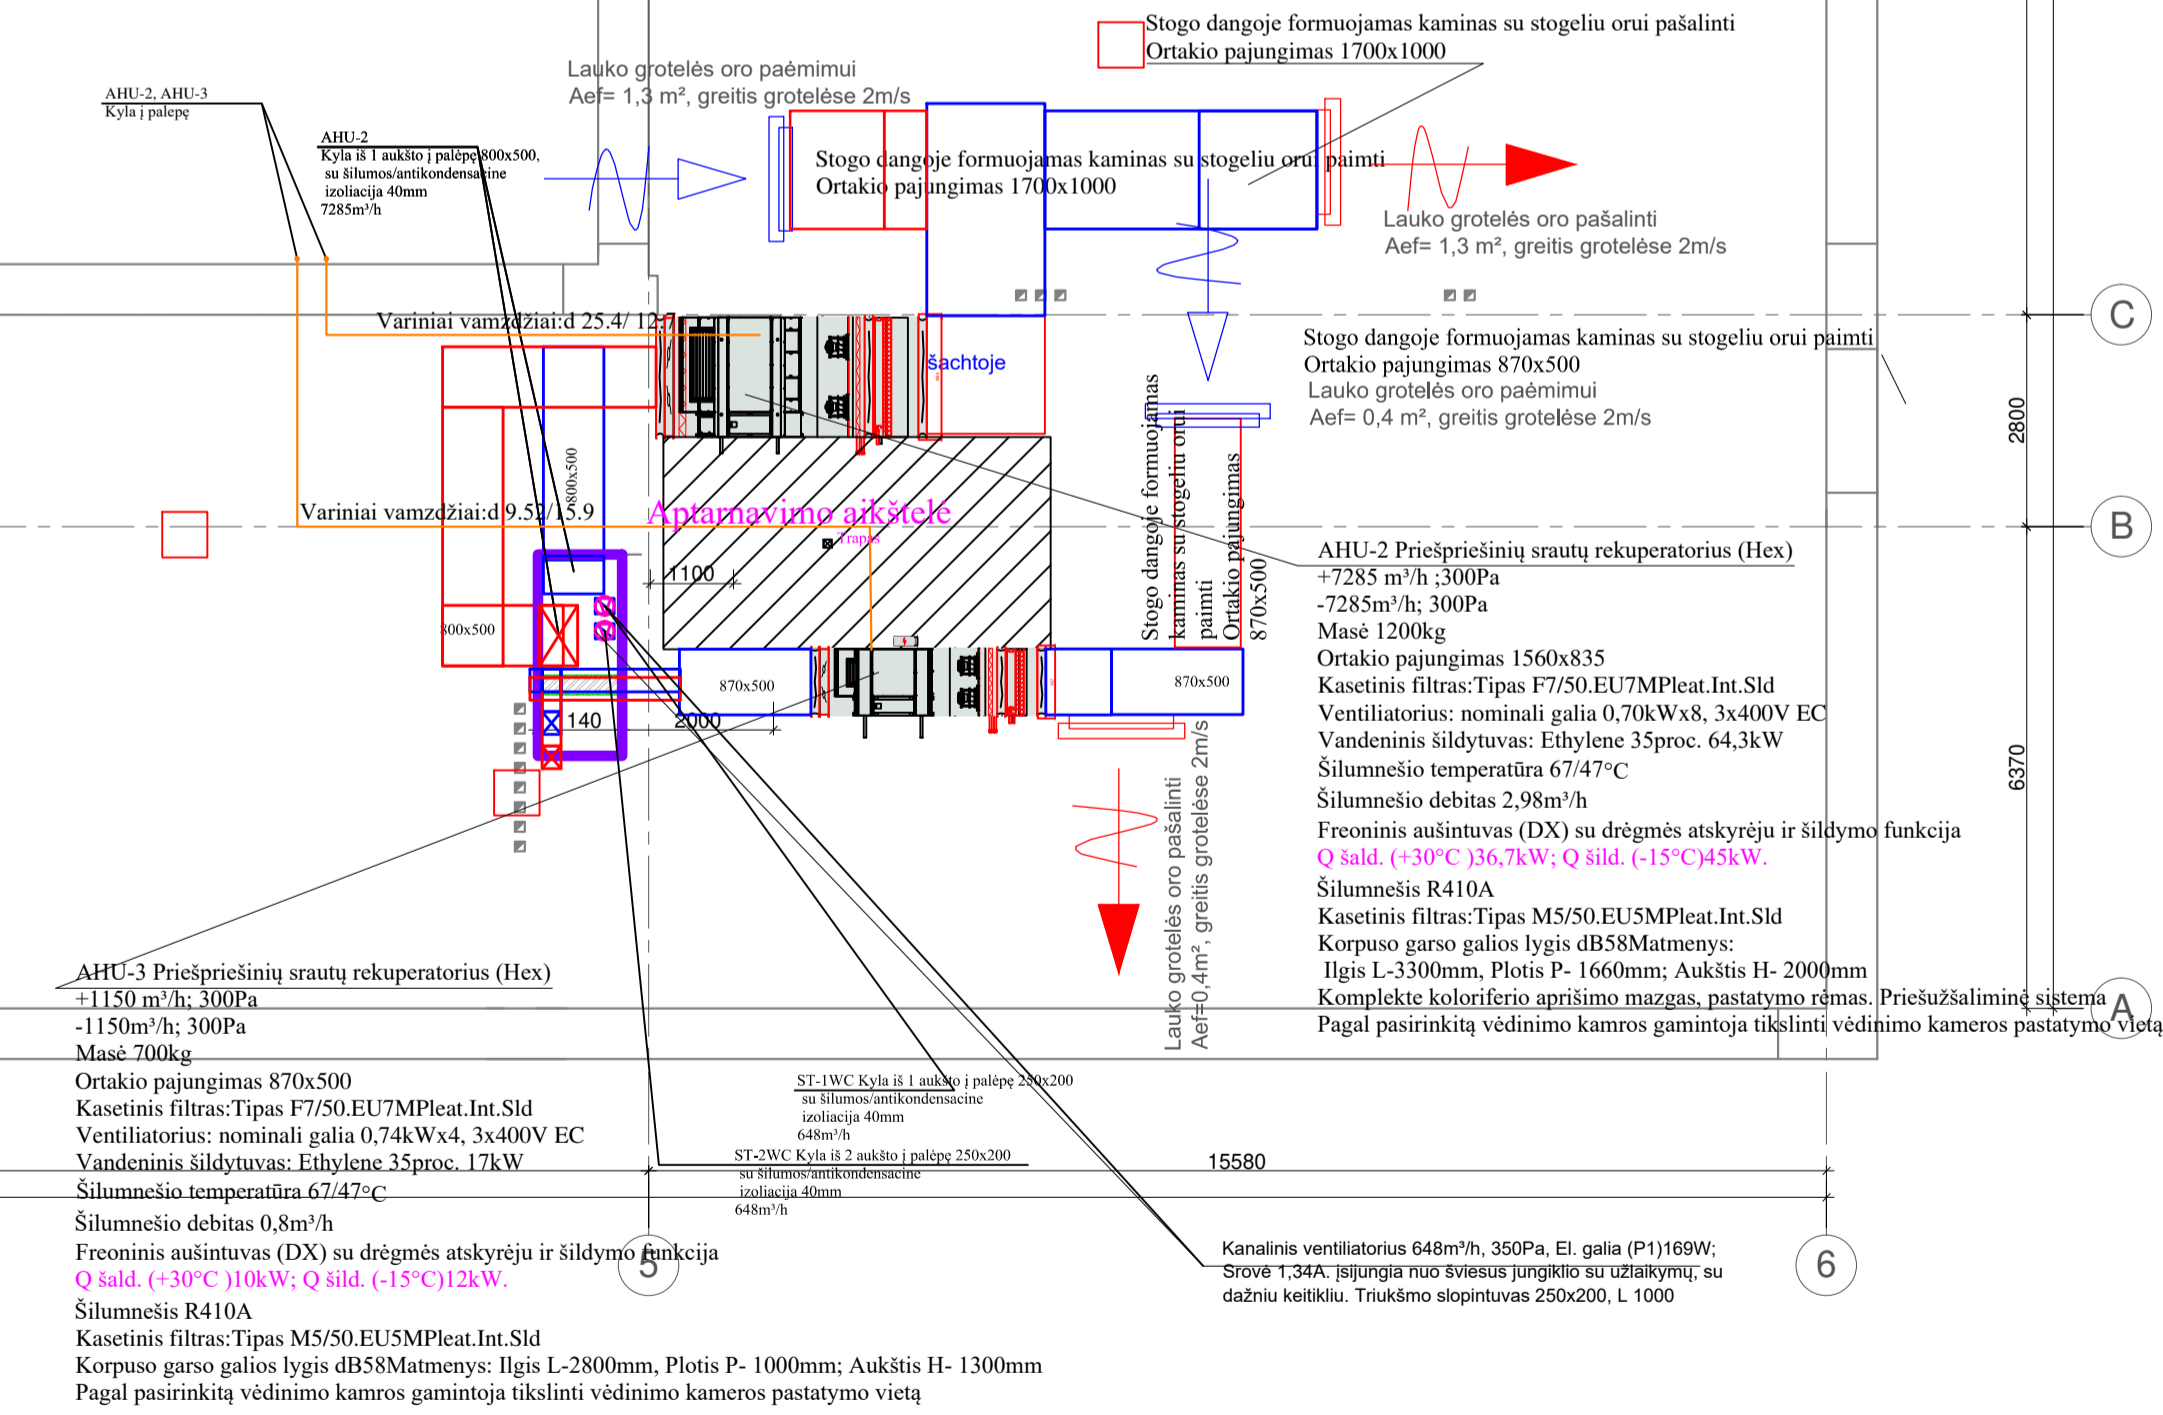 Stogo dangoje formuojamas kaminas su stogeliu orui pašalinti
Ortakio pajungimas 1700x1000
Lauko grotelės oro paėmimui
Aef= 1,3 m², greitis grotelėse 2m/s
AHU-2, AHU-3
Kyla į palepę
AHU-2
Kyla iš 1 aukšto į palėpę 800x500,
su šilumos/antikondensacine
izoliacija 40mm
7285m³/h
Stogo dangoje formuojamas kaminas su stogeliu orui paimti
Ortakio pajungimas 1700x1000
Lauko grotelės oro pašalinti
Aef= 1,3 m², greitis grotelėse 2m/s
Variniai vamzdžiai:d 25.4/ 12.7
šachtoje
C
Stogo dangoje formuojamas kaminas su stogeliu orui paimti
Ortakio pajungimas 870x500
Lauko grotelės oro paėmimui
Aef= 0,4 m², greitis grotelėse 2m/s
2800
800x500
Variniai vamzdžiai:d 9.52/15.9
Aptarnavimo aikštelė
Trapas
B
1100
Stogo dangoje formuojamas
kaminas su stogeliu orui
paimti
Ortakio pajungimas
870x500
800x500
870x500
870x500
140
2000
6370
AHU-2 Priešpriešinių srautų rekuperatorius (Hex)
+7285 m³/h ;300Pa
-7285m³/h; 300Pa
Masė 1200kg
Ortakio pajungimas 1560x835
Kasetinis filtras:Tipas F7/50.EU7MPleat.Int.Sld
Ventiliatorius: nominali galia 0,70kWx8, 3x400V EC
Vandeninis šildytuvas: Ethylene 35proc. 64,3kW
Šilumnešio temperatūra 67/47°C
Šilumnešio debitas 2,98m³/h
Freoninis aušintuvas (DX) su drėgmės atskyrėju ir šildymo funkcija
Q šald. (+30°C )36,7kW; Q šild. (-15°C)45kW.
Šilumnešis R410A
Kasetinis filtras:Tipas M5/50.EU5MPleat.Int.Sld
Korpuso garso galios lygis dB58Matmenys:
Ilgis L-3300mm, Plotis P- 1660mm; Aukštis H- 2000mm
Komplekte koloriferio aprišimo mazgas, pastatymo rėmas. Priešužšaliminė sistema
Pagal pasirinkitą vėdinimo kamros gamintoja tikslinti vėdinimo kameros pastatymo vietą
A
Lauko grotelės oro pašalinti
Aef=0,4m², greitis grotelėse 2m/s
AHU-3 Priešpriešinių srautų rekuperatorius (Hex)
+1150 m³/h; 300Pa
-1150m³/h; 300Pa
Masė 700kg
Ortakio pajungimas 870x500
Kasetinis filtras:Tipas F7/50.EU7MPleat.Int.Sld
Ventiliatorius: nominali galia 0,74kWx4, 3x400V EC
Vandeninis šildytuvas: Ethylene 35proc. 17kW
Šilumnešio temperatūra 67/47°C
Šilumnešio debitas 0,8m³/h
Freoninis aušintuvas (DX) su drėgmės atskyrėju ir šildymo funkcija
Q šald. (+30°C )10kW; Q šild. (-15°C)12kW.
Šilumnešis R410A
Kasetinis filtras:Tipas M5/50.EU5MPleat.Int.Sld
Korpuso garso galios lygis dB58Matmenys: Ilgis L-2800mm, Plotis P- 1000mm; Aukštis H- 1300mm
Pagal pasirinkitą vėdinimo kamros gamintoja tikslinti vėdinimo kameros pastatymo vietą
ST-1WC Kyla iš 1 aukšto į palėpę 250x200
su šilumos/antikondensacine
izoliacija 40mm
648m³/h
ST-2WC Kyla iš 2 aukšto į palėpę 250x200
su šilumos/antikondensacine
izoliacija 40mm
648m³/h
15580
5
6
Kanalinis ventiliatorius 648m³/h, 350Pa, El. galia (P1)169W;
Srovė 1,34A. įsijungia nuo šviesus jungiklio su užlaikymų, su
dažniu keitikliu. Triukšmo slopintuvas 250x200, L 1000